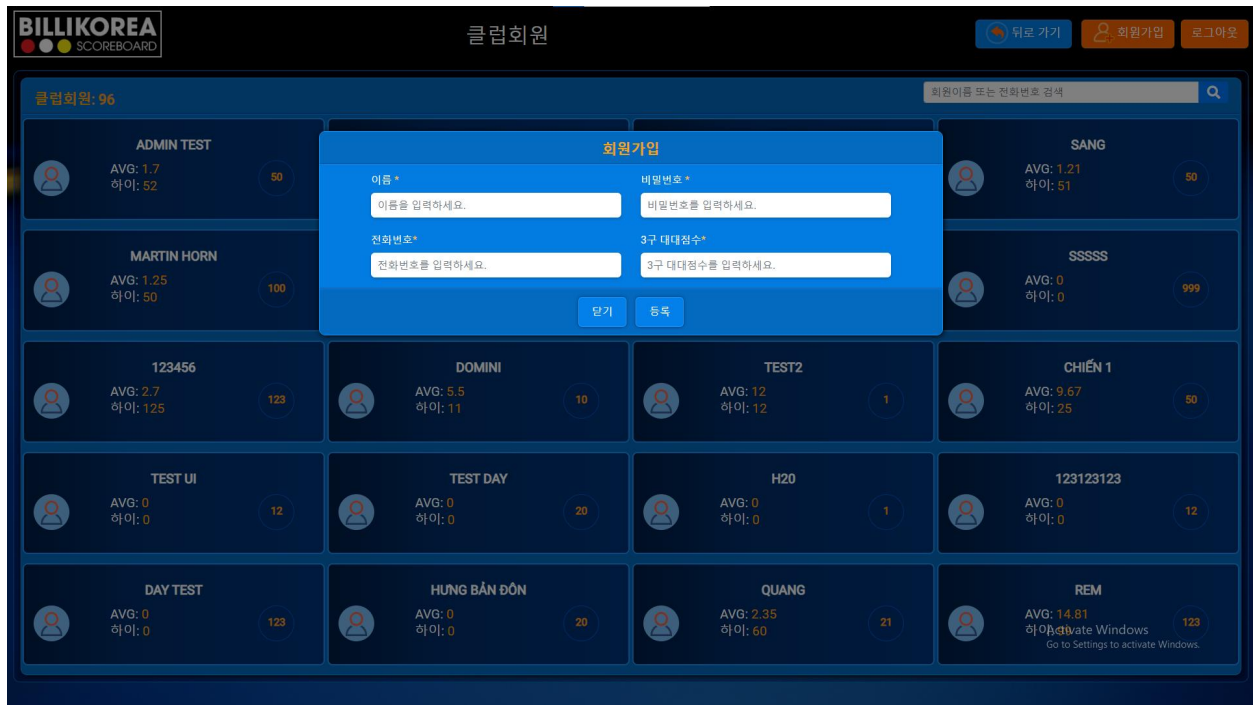 BILLIKOREA
SCOREBOARD
클럽회원
뒤로 가기
회원가입
로그아웃
클럽회원: 96
회원이름 또는 전화번호 검색
ADMIN TEST
AVG: 1.7
하이: 52
50
SANG
AVG: 1.21
하이: 51
50
회원가입
이름 *
이름을 입력하세요.
비밀번호 *
비밀번호를 입력하세요.
전화번호*
전화번호를 입력하세요.
3구 대대점수*
3구 대대점수를 입력하세요.
닫기
등록
MARTIN HORN
AVG: 1.25
하이: 50
100
SSSSS
AVG: 0
하이: 0
999
123456
AVG: 2.7
하이: 125
123
DOMINI
AVG: 5.5
하이: 11
10
TEST2
AVG: 12
하이: 12
1
CHIẾN 1
AVG: 9.67
하이: 25
50
TEST UI
AVG: 0
하이: 0
12
TEST DAY
AVG: 0
하이: 0
20
H20
AVG: 0
하이: 0
1
123123123
AVG: 0
하이: 0
12
DAY TEST
AVG: 0
하이: 0
123
HƯNG BẢN ĐÔN
AVG: 0
하이: 0
20
QUANG
AVG: 2.35
하이: 60
21
REM
AVG: 14.81
하이: 99
123
Activate Windows
Go to Settings to activate Windows.